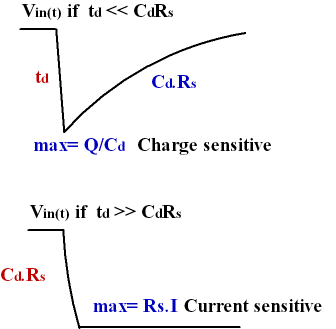 Vin(t) if td << CdRs
td
Cd.Rs
max= Q/Cd Charge sensitive
Vin(t) if td >> CdRs
Cd.Rs
max= Rs.I Current sensitive